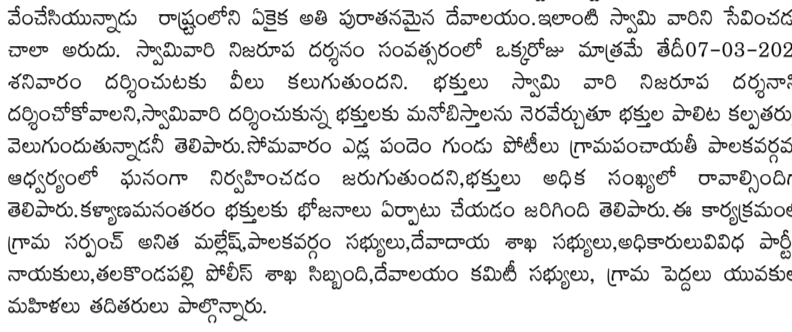 వేంచేసియున్నాడు రాష్ట్రంలోని ఏకైక అతి పురాతనమైన దేవాలయం.ఇలాంటి స్వామి వారిని సేవించడ
చాలా అరుదు. స్వామివారి నిజరూప దర్శనం సంవత్సరంలో ఒక్కరోజు మాత్రమే తేదీ07-03-202
శనివారం దర్శించుటకు వీలు కలుగుతుందని. భక్తులు స్వామి వారి నిజరూప దర్శనాని
దర్శించోకోవాలని,స్వామివారి దర్శించుకున్న భక్తులకు మనోబిస్తాలను నెరవేర్చుతూ భక్తుల పాలిట కల్పతరు
వెలుగుందుతున్నాడనీ తెలిపారు.సోమవారం ఎడ్ల పందెం గుండు పోటీలు గ్రామపంచాయతీ పాలకవర్గమ
ఆధ్వర్యంలో ఘనంగా నిర్వహించడం జరుగుతుందని,భక్తులు అధిక సంఖ్యలో రావాల్సిందిగ
తెలిపారు.కళ్యాణమనంతరం భక్తులకు భోజనాలు ఏర్పాటు చేయడం జరిగింది తెలిపారు.ఈ కార్యక్రమంల
గ్రామ సర్పంచ్ అనిత మల్లేష్,పాలకవర్గం సభ్యులు,దేవాదాయ శాఖ సభ్యులు,అధికారులువివిధ పార్టీ
నాయకులు,తలకొండపల్లి పోలీస్ శాఖ సిబ్బంది,దేవాలయం కమిటీ సభ్యులు, గ్రామ పెద్దలు యువకుల
మహిళలు తదితరులు పాల్గొన్నారు.